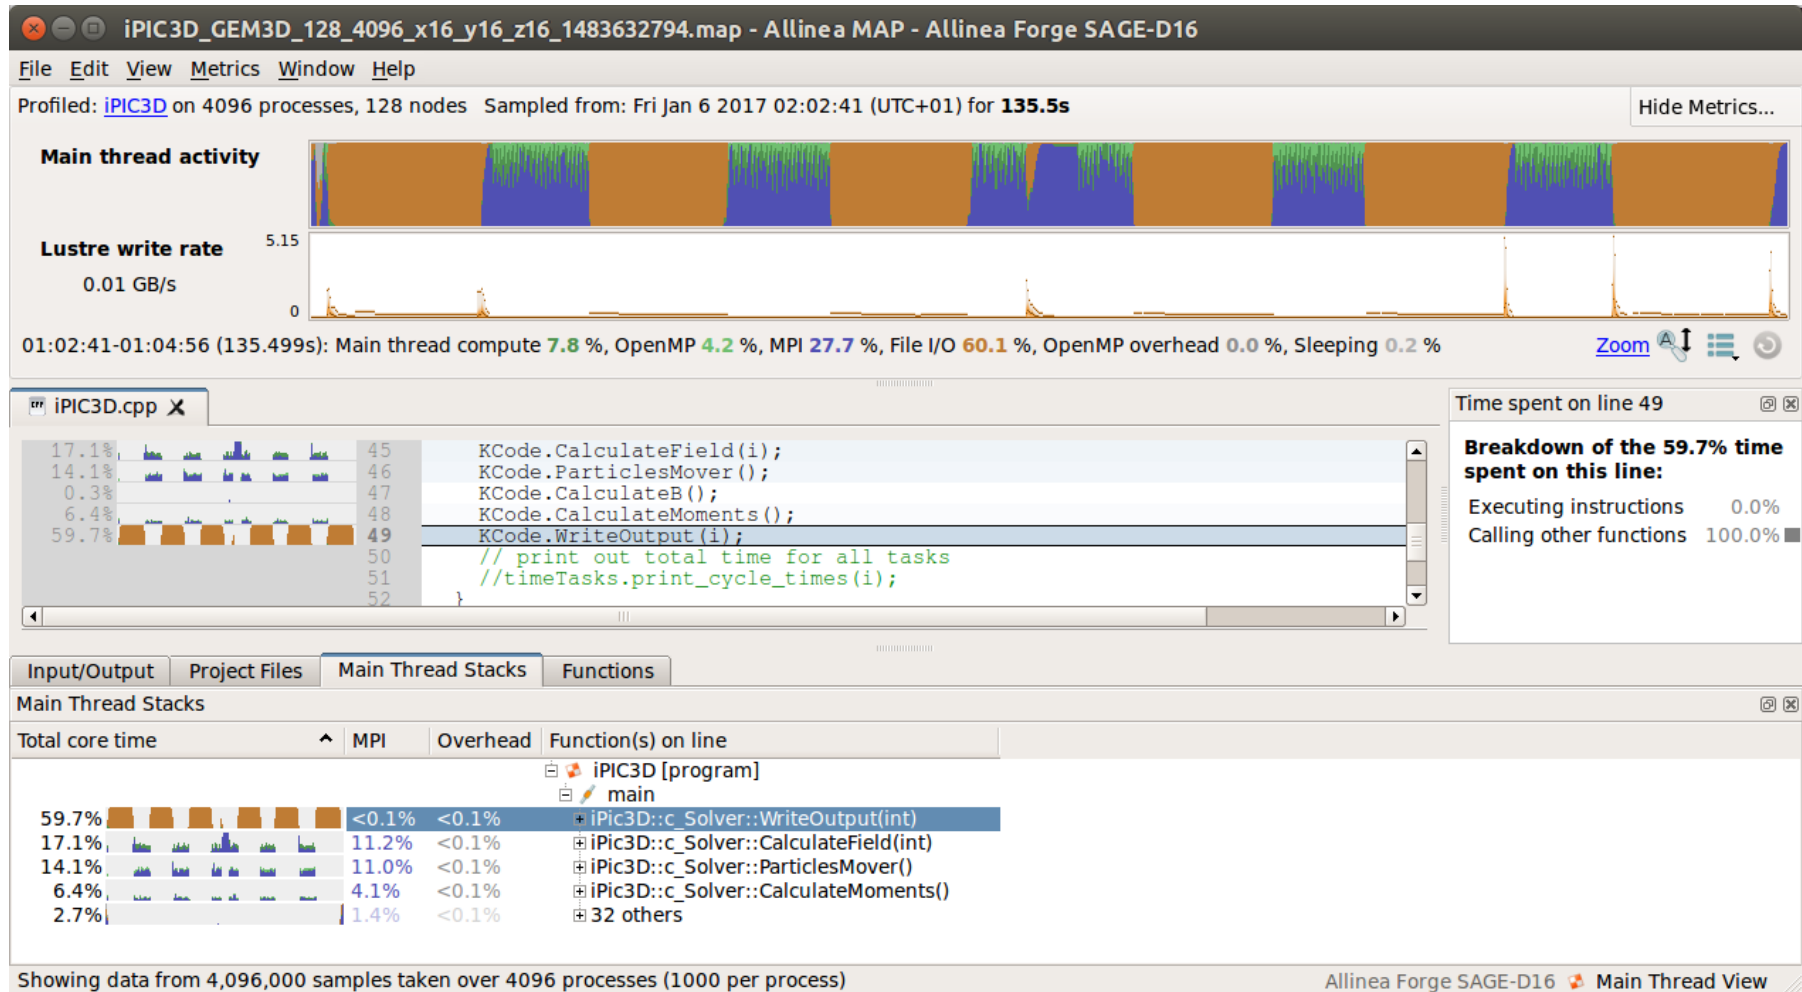 iPIC3D_GEM3D_128_4096_x16_y16_z16_1483632794.map - Allinea MAP - Allinea Forge SAGE-D16
File Edit View Metrics Window Help
Profiled: iPIC3D on 4096 processes, 128 nodes Sampled from: Fri Jan 6 2017 02:02:41 (UTC+01) for 135.5s Hide Metrics...
Main thread activity
Lustre write rate 5.15
0.01 GB/s
0
01:02:41-01:04:56 (135.499s): Main thread compute 7.8 %, OpenMP 4.2 %, MPI 27.7 %, File I/O 60.1 %, OpenMP overhead 0.0 %, Sleeping 0.2 % Zoom
iPIC3D.cpp
Time spent on line 49
17.1% 45 KCode.CalculateField(i);
14.1% 46 KCode.ParticlesMover();
0.3% 47 KCode.CalculateB();
6.4% 48 KCode.CalculateMoments();
59.7% 49 KCode.WriteOutput(i);
50 // print out total time for all tasks
51 //timeTasks.print_cycle_times(i);
52 }
Breakdown of the 59.7% time
spent on this line:
Executing instructions 0.0%
Calling other functions 100.0%
Input/Output Project Files Main Thread Stacks Functions
Main Thread Stacks
Total core time MPI Overhead Function(s) on line
iPIC3D [program]
main
59.7% <0.1% <0.1% iPic3D::c_Solver::WriteOutput(int)
17.1% 11.2% <0.1% iPic3D::c_Solver::CalculateField(int)
14.1% 11.0% <0.1% iPic3D::c_Solver::ParticlesMover()
6.4% 4.1% <0.1% iPic3D::c_Solver::CalculateMoments()
2.7% 1.4% <0.1% 32 others
Showing data from 4,096,000 samples taken over 4096 processes (1000 per process) Allinea Forge SAGE-D16 Main Thread View